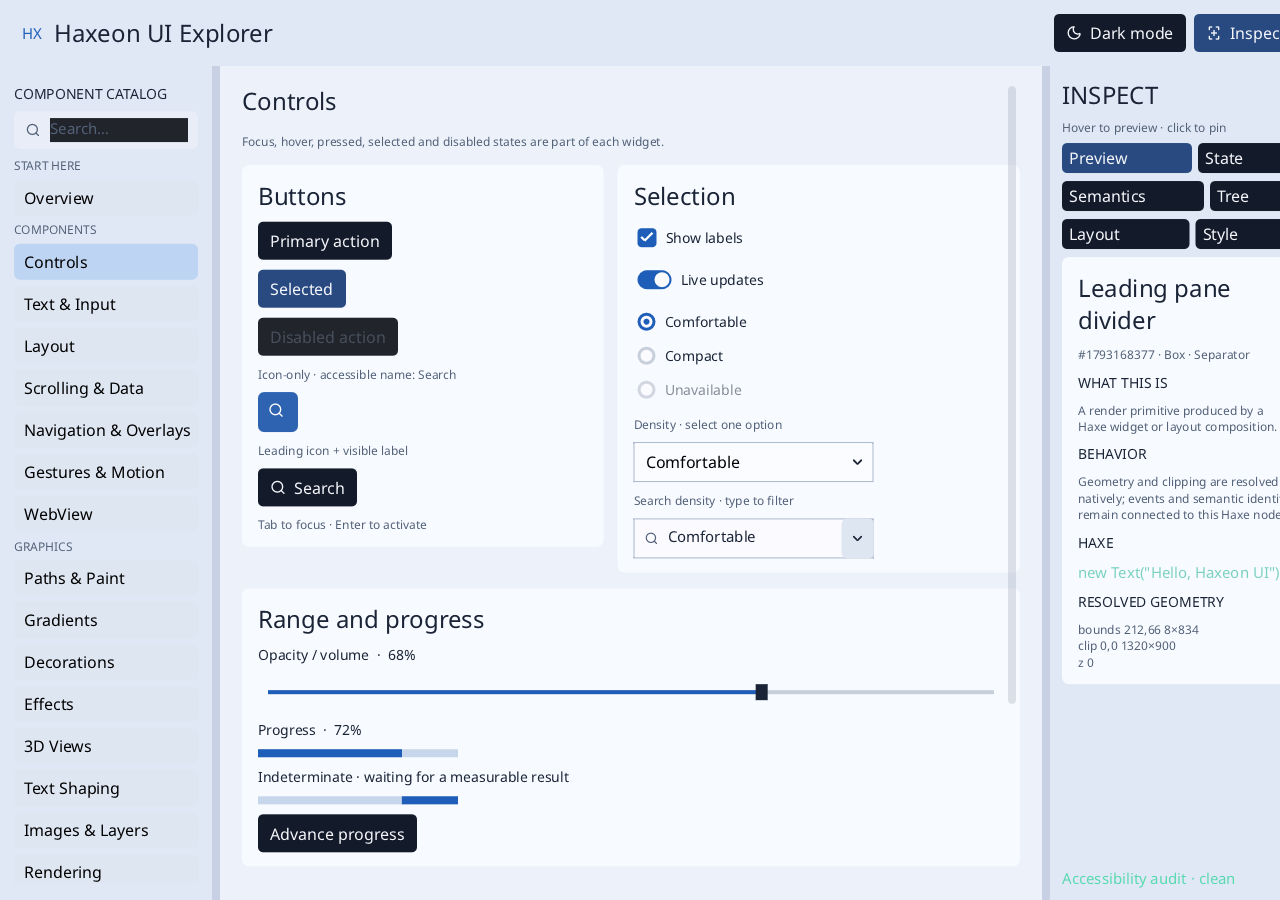 HX Haxeon UI Explorer
Dark mode
Inspec
COMPONENT CATALOG
Search...
START HERE
Overview
COMPONENTS
Controls
Text & Input
Layout
Scrolling & Data
Navigation & Overlays
Gestures & Motion
WebView
GRAPHICS
Paths & Paint
Gradients
Decorations
Effects
3D Views
Text Shaping
Images & Layers
Rendering
Controls
Focus, hover, pressed, selected and disabled states are part of each widget.
Buttons
Primary action
Selected
Disabled action
Icon-only · accessible name: Search
Leading icon + visible label
Search
Tab to focus · Enter to activate
Selection
Show labels
Live updates
Comfortable
Compact
Unavailable
Density · select one option
Comfortable
Search density · type to filter
Comfortable
Range and progress
Opacity / volume · 68%
Progress · 72%
Indeterminate · waiting for a measurable result
Advance progress
INSPECT
Hover to preview · click to pin
Preview
State
Semantics
Tree
Layout
Style
Leading pane
divider
#1793168377 · Box · Separator
WHAT THIS IS
A render primitive produced by a
Haxe widget or layout composition.
BEHAVIOR
Geometry and clipping are resolved
natively; events and semantic identi
remain connected to this Haxe node
HAXE
new Text("Hello, Haxeon UI")
RESOLVED GEOMETRY
bounds 212,66 8×834
clip 0,0 1320×900
z 0
Accessibility audit · clean